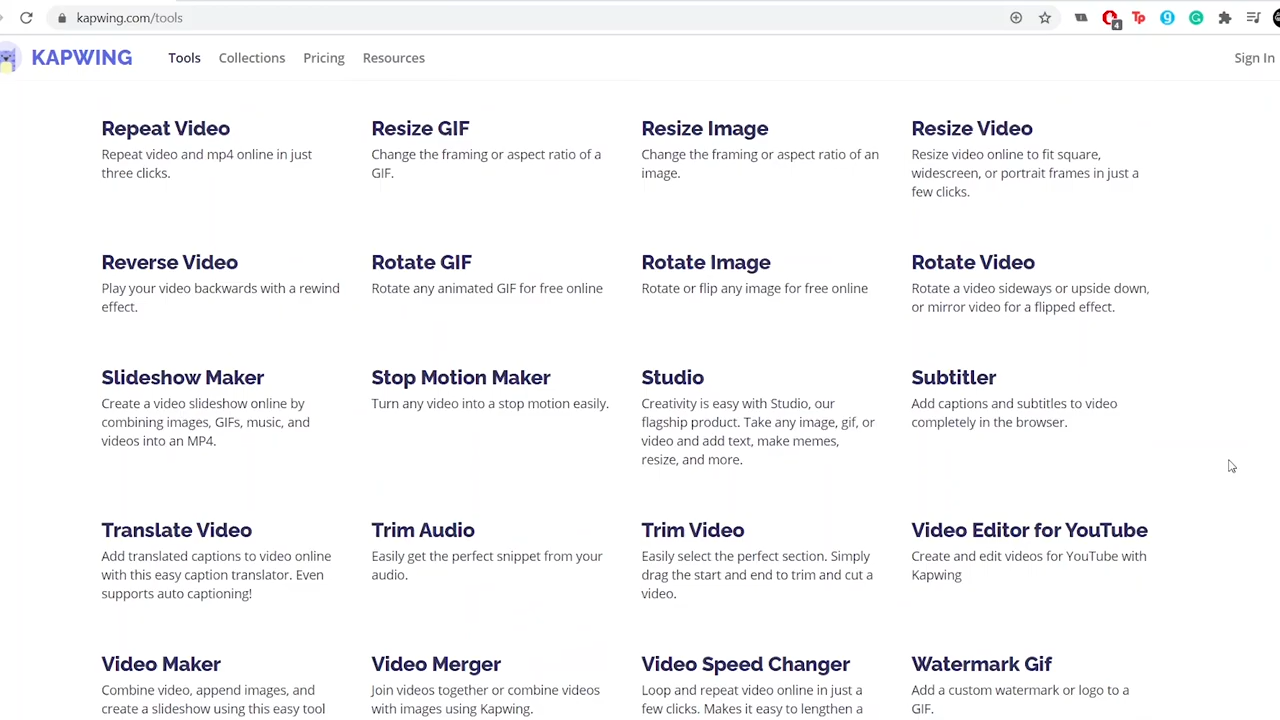 kapwing.com/tools
4
Tp
KAPWING
Tools
Collections
Pricing
Resources
Sign In
Repeat Video
Repeat video and mp4 online in just
three clicks.
Resize GIF
Change the framing or aspect ratio of a
GIF.
Resize Image
Change the framing or aspect ratio of an
image.
Resize Video
Resize video online to fit square,
widescreen, or portrait frames in just a
few clicks.
Reverse Video
Play your video backwards with a rewind
effect.
Rotate GIF
Rotate any animated GIF for free online
Rotate Image
Rotate or flip any image for free online
Rotate Video
Rotate a video sideways or upside down,
or mirror video for a flipped effect.
Slideshow Maker
Create a video slideshow online by
combining images, GIFs, music, and
videos into an MP4.
Stop Motion Maker
Turn any video into a stop motion easily.
Studio
Creativity is easy with Studio, our
flagship product. Take any image, gif, or
video and add text, make memes,
resize, and more.
Subtitler
Add captions and subtitles to video
completely in the browser.
Translate Video
Add translated captions to video online
with this easy caption translator. Even
supports auto captioning!
Trim Audio
Easily get the perfect snippet from your
audio.
Trim Video
Easily select the perfect section. Simply
drag the start and end to trim and cut a
video.
Video Editor for YouTube
Create and edit videos for YouTube with
Kapwing
Video Maker
Combine video, append images, and
create a slideshow using this easy tool
Video Merger
Join videos together or combine videos
with images using Kapwing.
Video Speed Changer
Loop and repeat video online in just a
few clicks. Makes it easy to lengthen a
Watermark Gif
Add a custom watermark or logo to a
GIF.